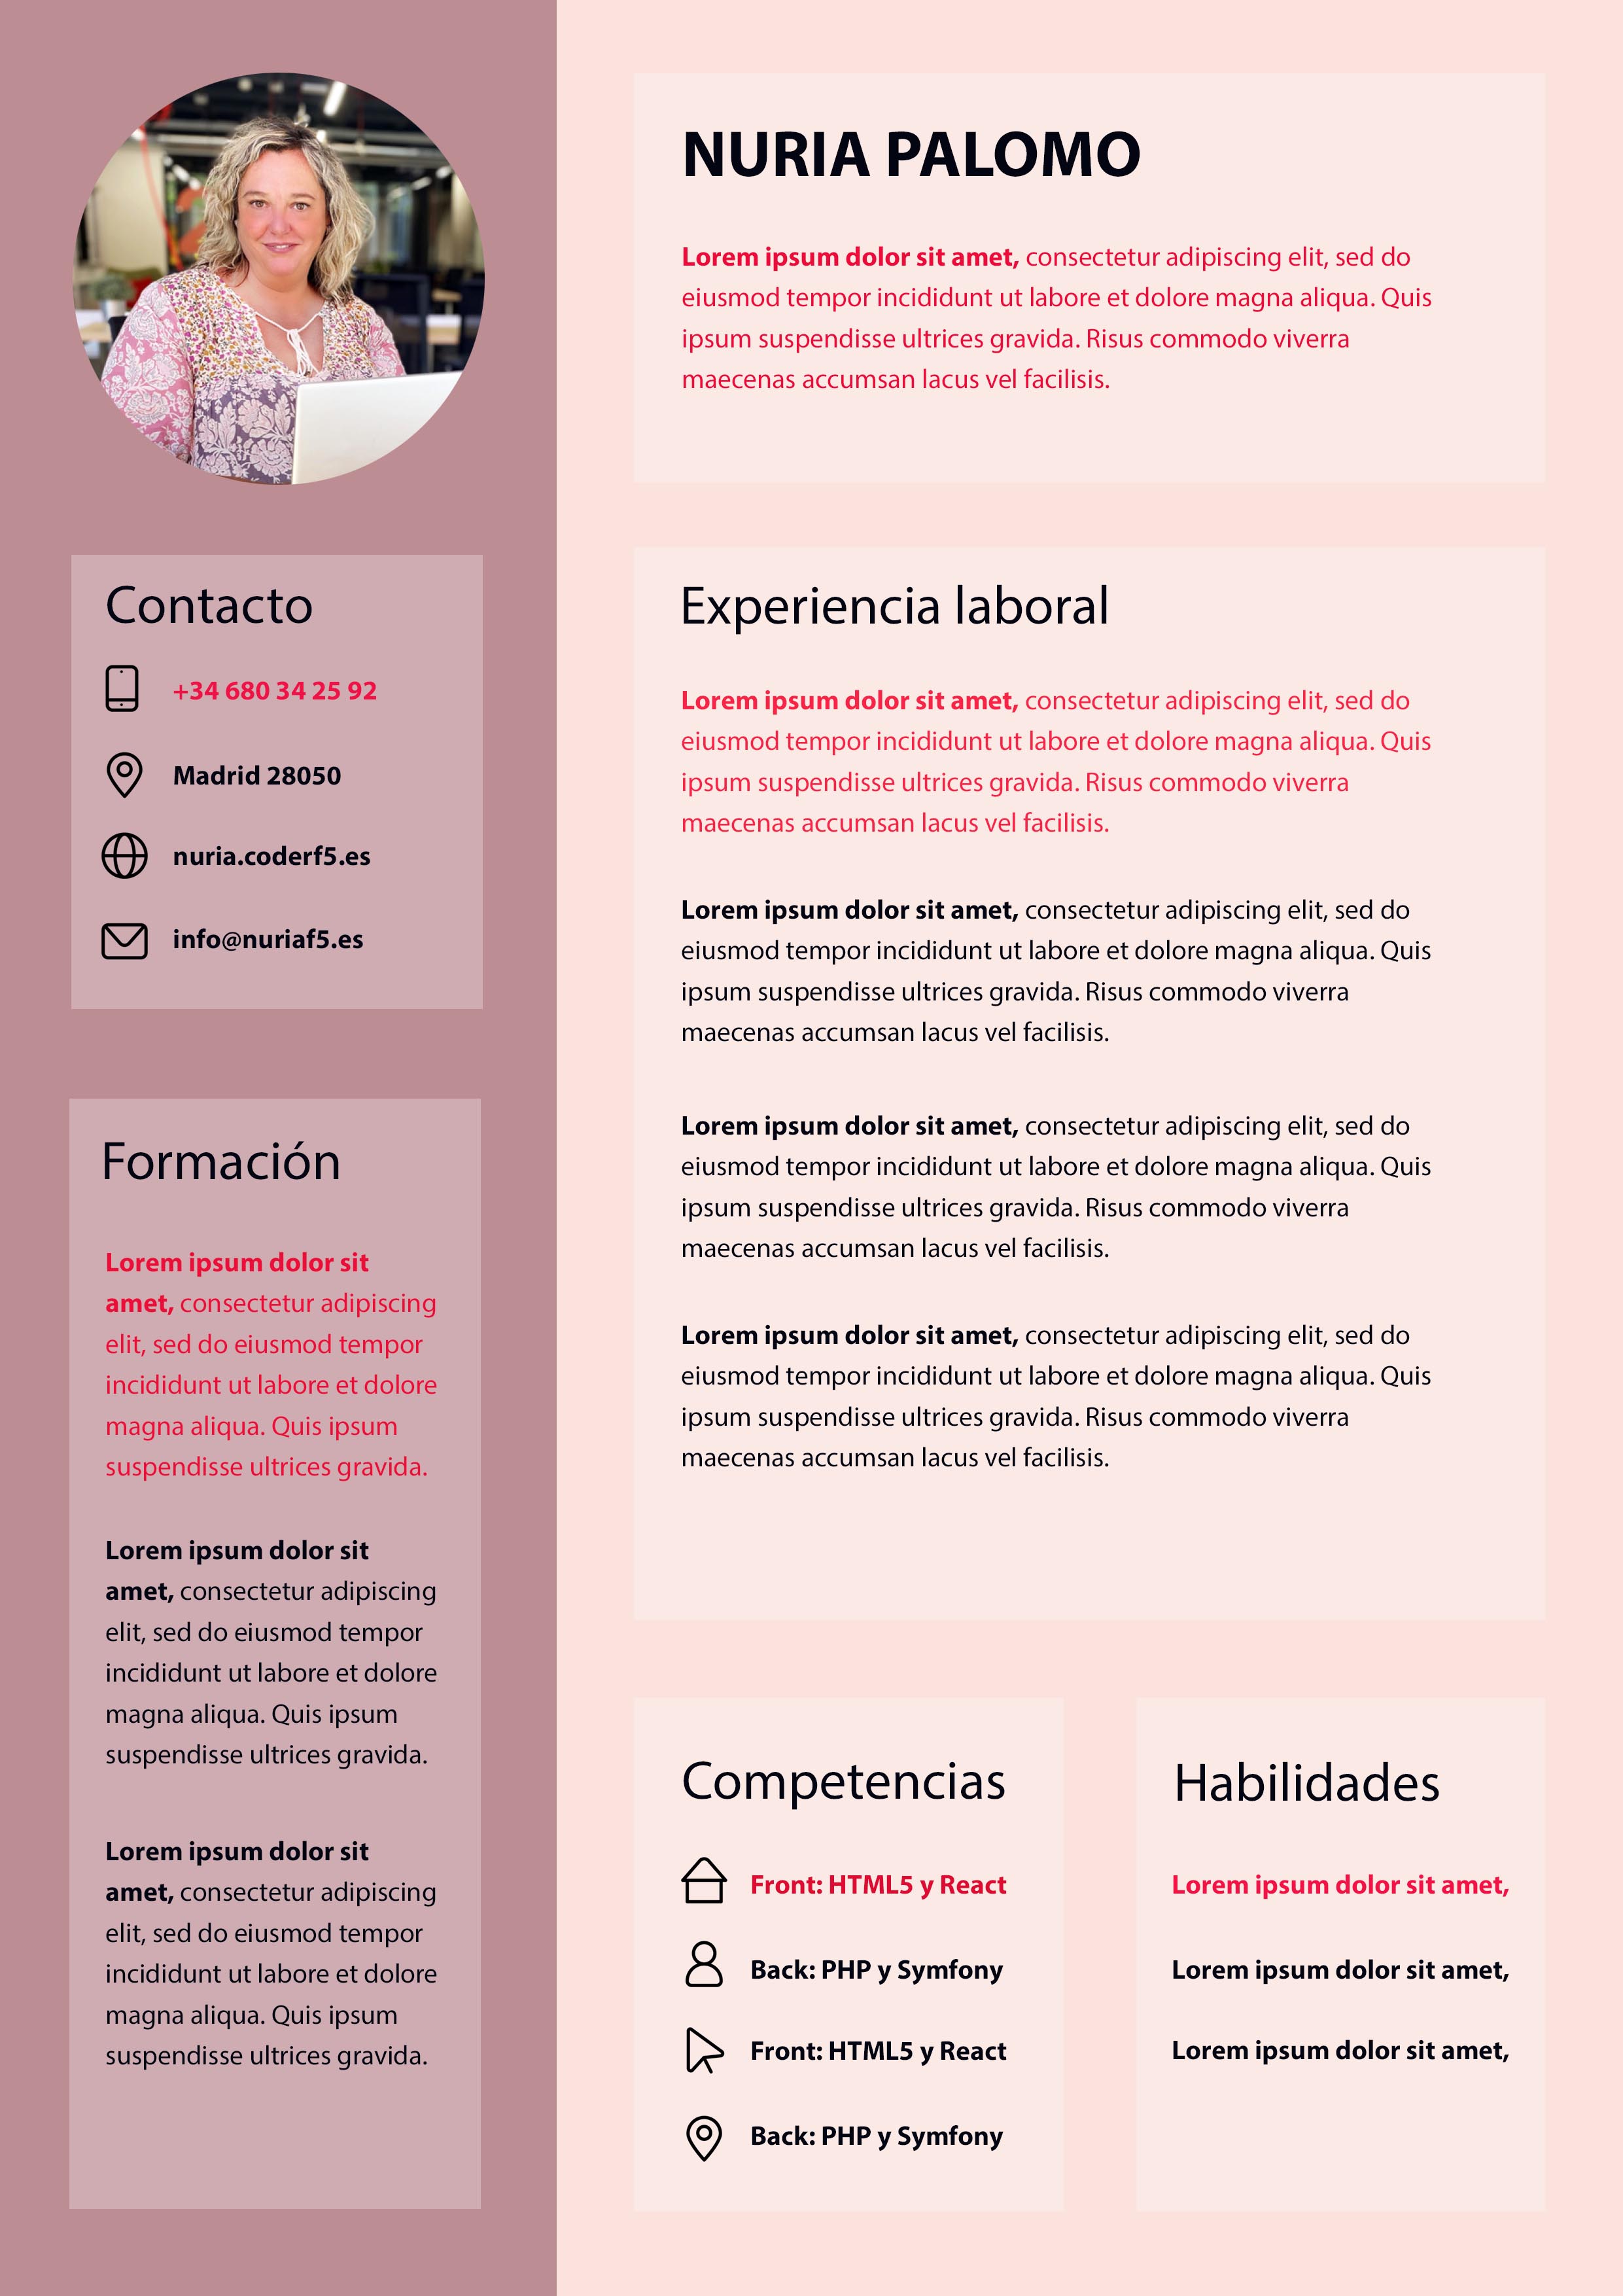 NURIA PALOMO
Lorem ipsum dolor sit amet, consectetur adipiscing elit, sed do
eiusmod tempor incididunt ut labore et dolore magna aliqua. Quis
ipsum suspendisse ultrices gravida. Risus commodo viverra
maecenas accumsan lacus vel facilisis.
Contacto
+34 680 34 25 92
Madrid 28050
nuria.coderf5.es
info@nuriaf5.es
Formación
Lorem ipsum dolor sit
amet, consectetur adipiscing
elit, sed do eiusmod tempor
incididunt ut labore et dolore
magna aliqua. Quis ipsum
suspendisse ultrices gravida.
Lorem ipsum dolor sit
amet, consectetur adipiscing
elit, sed do eiusmod tempor
incididunt ut labore et dolore
magna aliqua. Quis ipsum
suspendisse ultrices gravida.
Lorem ipsum dolor sit
amet, consectetur adipiscing
elit, sed do eiusmod tempor
incididunt ut labore et dolore
magna aliqua. Quis ipsum
suspendisse ultrices gravida.
Experiencia laboral
Lorem ipsum dolor sit amet, consectetur adipiscing elit, sed do
eiusmod tempor incididunt ut labore et dolore magna aliqua. Quis
ipsum suspendisse ultrices gravida. Risus commodo viverra
maecenas accumsan lacus vel facilisis.
Lorem ipsum dolor sit amet, consectetur adipiscing elit, sed do
eiusmod tempor incididunt ut labore et dolore magna aliqua. Quis
ipsum suspendisse ultrices gravida. Risus commodo viverra
maecenas accumsan lacus vel facilisis.
Lorem ipsum dolor sit amet, consectetur adipiscing elit, sed do
eiusmod tempor incididunt ut labore et dolore magna aliqua. Quis
ipsum suspendisse ultrices gravida. Risus commodo viverra
maecenas accumsan lacus vel facilisis.
Lorem ipsum dolor sit amet, consectetur adipiscing elit, sed do
eiusmod tempor incididunt ut labore et dolore magna aliqua. Quis
ipsum suspendisse ultrices gravida. Risus commodo viverra
maecenas accumsan lacus vel facilisis.
Competencias
Front: HTML5 y React
Back: PHP y Symfony
Front: HTML5 y React
Back: PHP y Symfony
Habilidades
Lorem ipsum dolor sit amet,
Lorem ipsum dolor sit amet,
Lorem ipsum dolor sit amet,